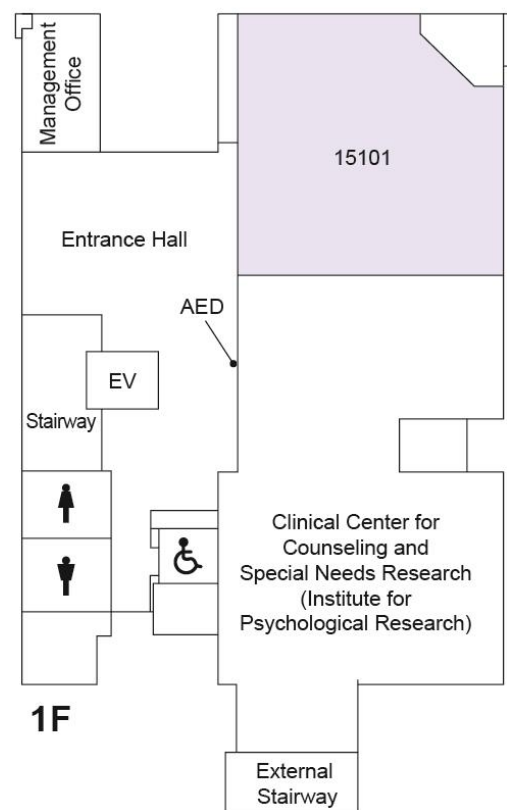 Management
Office
15101
Entrance Hall
AED
EV
Stairway
Clinical Center for
Counseling and
Special Needs Research
(Institute for
Psychological Research)
1F
External
Stairway